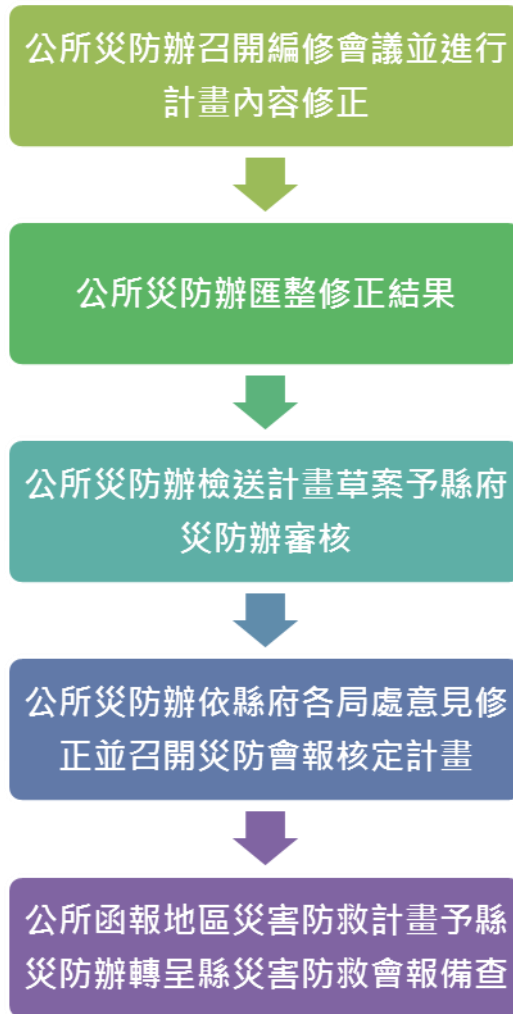 公所災防辦召開編修會議並進行
計畫內容修正
公所災防辦匯整修正結果
公所災防辦檢送計畫草案予縣府
災防辦審核
公所災防辦依縣府各局處意見修
正並召開災防會報核定計畫
公所函報地區災害防救計畫予縣
災防辦轉呈縣災害防救會報備查